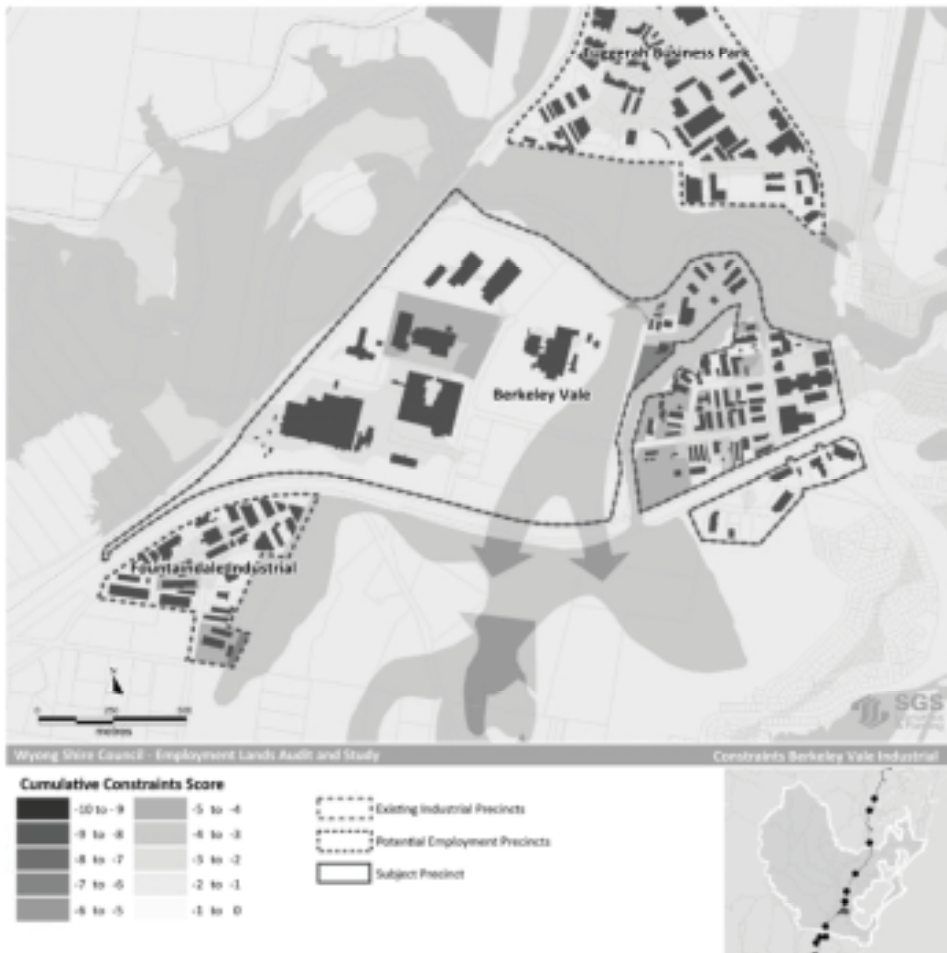 Tuggerah Business Park
Berkeley Vale
Fountaindale Industrial
0 250 500
metres
SGS
Wyong Shire Council - Employment Lands Audit and Study
Constraints Berkeley Vale Industrial
Cumulative Constraints Score
-10 to -9
-9 to -8
-8 to -7
-7 to -6
-6 to -5
-5 to -4
-4 to -3
-3 to -2
-2 to -1
-1 to 0
Existing Industrial Precincts
Potential Employment Precincts
Subject Precinct